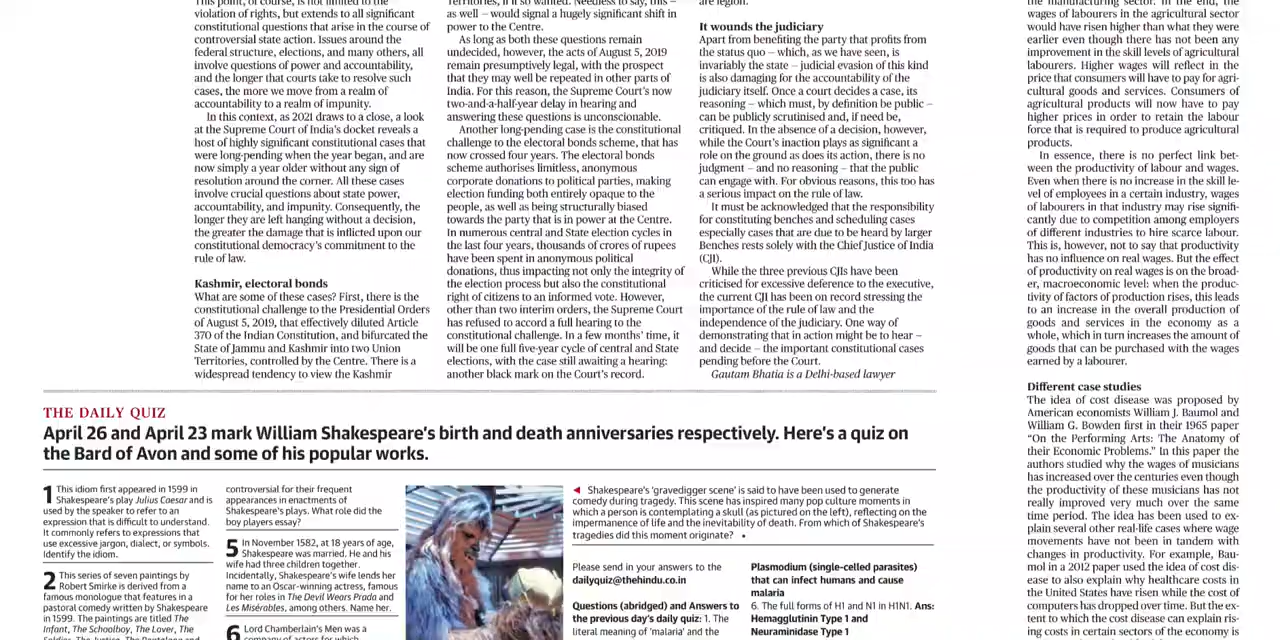 This point, of course, is not limited to the
violation of rights, but extends to all significant
constitutional questions that arise in the course of
controversial state action. Issues around the
federal structure, elections, and many others, all
involve questions of power and accountability,
and the longer that courts take to resolve such
cases, the more we move from a realm of
accountability to a realm of impunity.
In this context, as 2021 draws to a close, a look
at the Supreme Court of India’s docket reveals a
host of highly significant constitutional cases that
were long-pending when the year began, and are
now simply a year older without any sign of
resolution around the corner. All these cases
involve crucial questions about state power,
accountability, and impunity. Consequently, the
longer they are left hanging without a decision,
the greater the damage that is inflicted upon our
constitutional democracy’s commitment to the
rule of law.
Kashmir, electoral bonds
What are some of these cases? First, there is the
constitutional challenge to the Presidential Orders
of August 5, 2019, that effectively diluted Article
370 of the Indian Constitution, and bifurcated the
State of Jammu and Kashmir into two Union
Territories, controlled by the Centre. There is a
widespread tendency to view the Kashmir
Territories, if it so wanted. Needless to say, this –
as well – would signal a hugely significant shift in
power to the Centre.
As long as both these questions remain
undecided, however, the acts of August 5, 2019
remain presumptively legal, with the prospect
that they may well be repeated in other parts of
India. For this reason, the Supreme Court’s now
two-and-a-half-year delay in hearing and
answering these questions is unconscionable.
Another long-pending case is the constitutional
challenge to the electoral bonds scheme, that has
now crossed four years. The electoral bonds
scheme authorises limitless, anonymous
corporate donations to political parties, making
election funding both entirely opaque to the
people, as well as being structurally biased
towards the party that is in power at the Centre.
In numerous central and State election cycles in
the last four years, thousands of crores of rupees
have been spent in anonymous political
donations, thus impacting not only the integrity of
the election process but also the constitutional
right of citizens to an informed vote. However,
other than two interim orders, the Supreme Court
has refused to accord a full hearing to the
constitutional challenge. In a few months’ time, it
will be one full five-year cycle of central and State
elections, with the case still awaiting a hearing:
another black mark on the Court’s record.
are legion.
It wounds the judiciary
Apart from benefiting the party that profits from
the status quo – which, as we have seen, is
invariably the state – judicial evasion of this kind
is also damaging for the accountability of the
judiciary itself. Once a court decides a case, its
reasoning – which must, by definition be public –
can be publicly scrutinised and, if need be,
critiqued. In the absence of a decision, however,
while the Court’s inaction plays as significant a
role on the ground as does its action, there is no
judgment – and no reasoning – that the public
can engage with. For obvious reasons, this too has
a serious impact on the rule of law.
It must be acknowledged that the responsibility
for constituting benches and scheduling cases
especially cases that are due to be heard by larger
Benches rests solely with the Chief Justice of India
(CJI).
While the three previous CJIs have been
criticised for excessive deference to the executive,
the current CJI has been on record stressing the
importance of the rule of law and the
independence of the judiciary. One way of
demonstrating that in action might be to hear –
and decide – the important constitutional cases
pending before the Court.
Gautam Bhatia is a Delhi-based lawyer
the manufacturing sector. In the end, the
wages of labourers in the agricultural sector
would have risen higher than what they were
earlier even though there has not been any
improvement in the skill levels of agricultural
labourers. Higher wages will reflect in the
price that consumers will have to pay for agri-
cultural goods and services. Consumers of
agricultural products will now have to pay
higher prices in order to retain the labour
force that is required to produce agricultural
products.
In essence, there is no perfect link bet-
ween the productivity of labour and wages.
Even when there is no increase in the skill le-
vel of employees in a certain industry, wages
of labourers in that industry may rise signifi-
cantly due to competition among employers
of different industries to hire scarce labour.
This is, however, not to say that productivity
has no influence on real wages. But the effect
of productivity on real wages is on the broad-
er, macroeconomic level: when the produc-
tivity of factors of production rises, this leads
to an increase in the overall production of
goods and services in the economy as a
whole, which in turn increases the amount of
goods that can be purchased with the wages
earned by a labourer.
Different case studies
The idea of cost disease was proposed by
American economists William J. Baumol and
William G. Bowden first in their 1965 paper
“On the Performing Arts: The Anatomy of
their Economic Problems.” In this paper the
authors studied why the wages of musicians
has increased over the centuries even though
the productivity of these musicians has not
really improved very much over the same
time period. The idea has been used to ex-
plain several other real-life cases where wage
movements have not been in tandem with
changes in productivity. For example, Bau-
mol in a 2012 paper used the idea of cost dis-
ease to also explain why healthcare costs in
the United States have risen while the cost of
computers has dropped over time. But the ex-
tent to which cost disease can explain ris-
ing costs in certain sectors of the economy is
THE DAILY QUIZ
April 26 and April 23 mark William Shakespeare’s birth and death anniversaries respectively. Here’s a quiz on
the Bard of Avon and some of his popular works.
1 This idiom first appeared in 1599 in
Shakespeare’s play Julius Caesar and is
used by the speaker to refer to an
expression that is difficult to understand.
It commonly refers to expressions that
use excessive jargon, dialect, or symbols.
Identify the idiom.
2 This series of seven paintings by
Robert Smirke is derived from a
famous monologue that features in a
pastoral comedy written by Shakespeare
in 1599. The paintings are titled The
Infant, The Schoolboy, The Lover, The
Soldier, The Justice, The Pantaloon and
controversial for their frequent
appearances in enactments of
Shakespeare’s plays. What role did the
boy players essay?
5 In November 1582, at 18 years of age,
Shakespeare was married. He and his
wife had three children together.
Incidentally, Shakespeare’s wife lends her
name to an Oscar-winning actress, famous
for her roles in The Devil Wears Prada and
Les Misérables, among others. Name her.
6 Lord Chamberlain’s Men was a
company of actors for which
◀ Shakespeare’s ‘gravedigger scene’ is said to have been used to generate
comedy during tragedy. This scene has inspired many pop culture moments in
which a person is contemplating a skull (as pictured on the left), reflecting on the
impermanence of life and the inevitability of death. From which of Shakespeare’s
tragedies did this moment originate? •
Please send in your answers to the
dailyquiz@thehindu.co.in
Questions (abridged) and Answers to
the previous day’s daily quiz: 1. The
literal meaning of ‘malaria’ and the
Plasmodium (single-celled parasites)
that can infect humans and cause
malaria
6. The full forms of H1 and N1 in H1N1. Ans:
Hemagglutinin Type 1 and
Neuraminidase Type 1